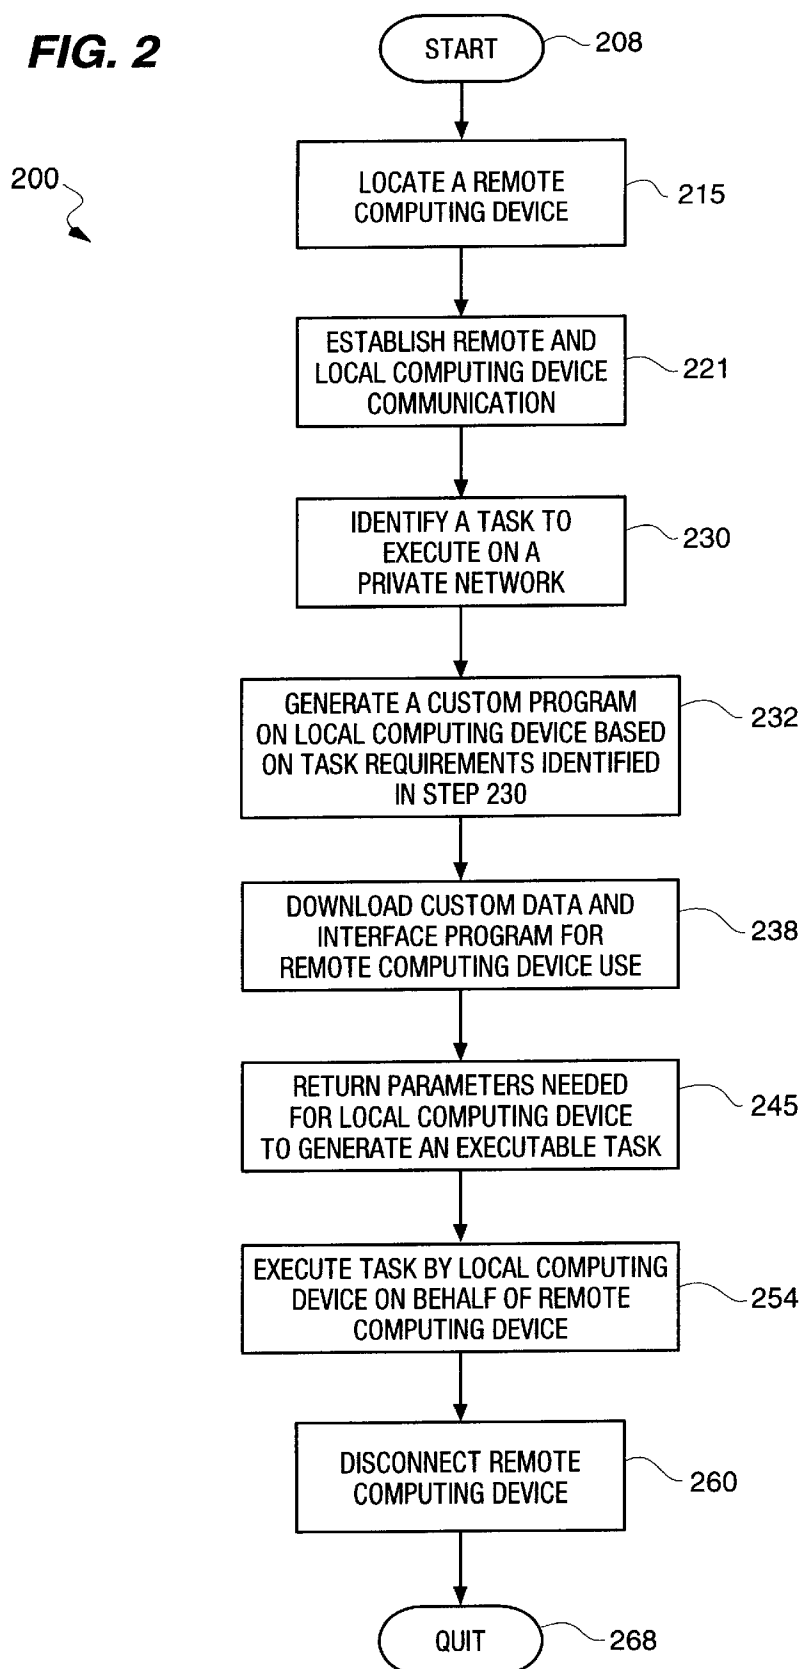 FIG. 2
START
208
200
LOCATE A REMOTE
COMPUTING DEVICE
215
ESTABLISH REMOTE AND
LOCAL COMPUTING DEVICE
COMMUNICATION
221
IDENTIFY A TASK TO
EXECUTE ON A
PRIVATE NETWORK
230
GENERATE A CUSTOM PROGRAM
ON LOCAL COMPUTING DEVICE BASED
ON TASK REQUIREMENTS IDENTIFIED
IN STEP 230
232
DOWNLOAD CUSTOM DATA AND
INTERFACE PROGRAM FOR
REMOTE COMPUTING DEVICE USE
238
RETURN PARAMETERS NEEDED
FOR LOCAL COMPUTING DEVICE
TO GENERATE AN EXECUTABLE TASK
245
EXECUTE TASK BY LOCAL COMPUTING
DEVICE ON BEHALF OF REMOTE
COMPUTING DEVICE
254
DISCONNECT REMOTE
COMPUTING DEVICE
260
QUIT
268